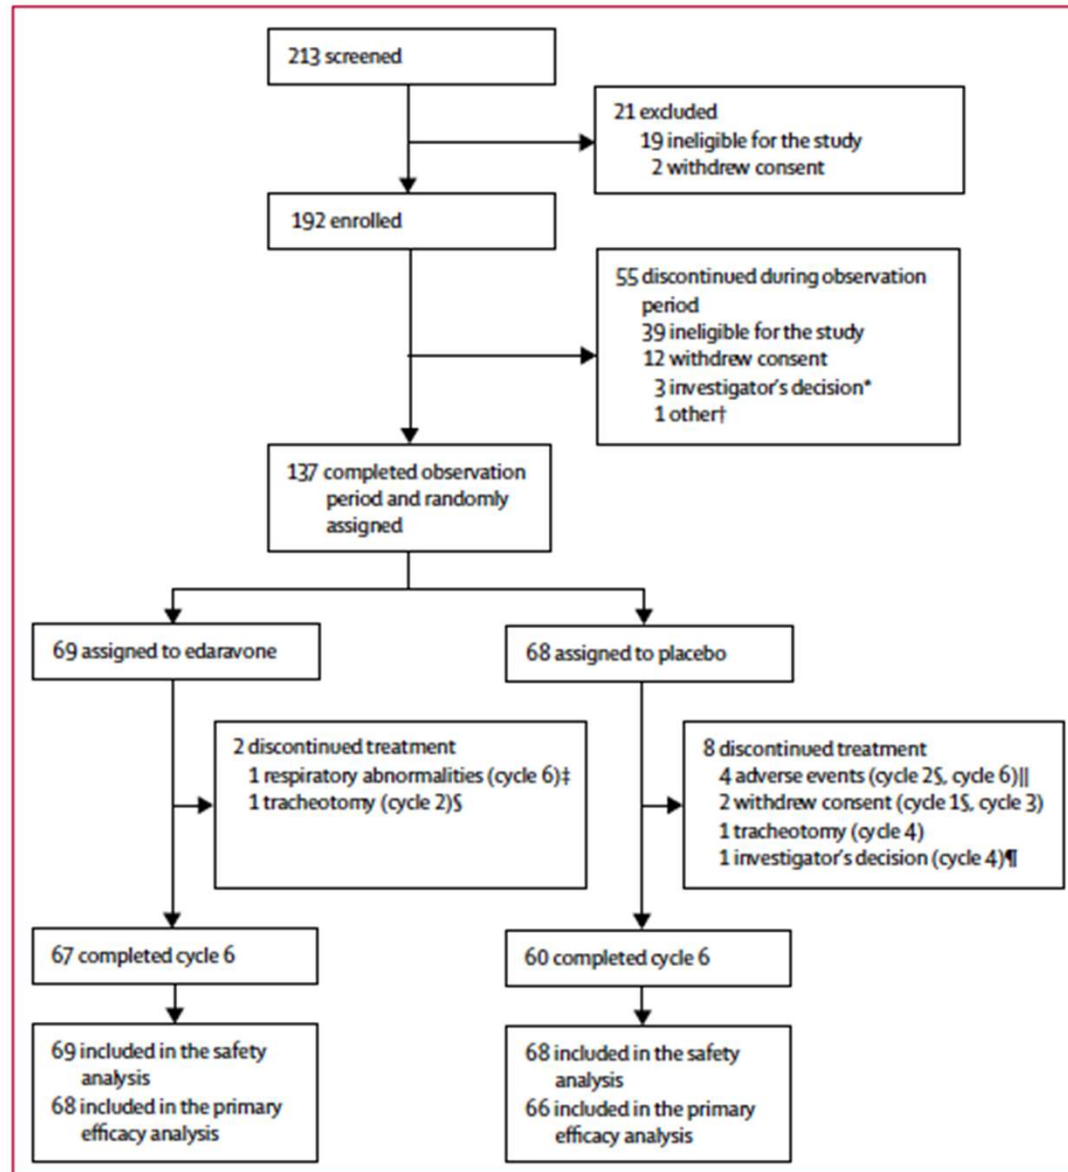 213 screened
21 excluded
19 ineligible for the study
2 withdrew consent
192 enrolled
55 discontinued during observation
period
39 ineligible for the study
12 withdrew consent
3 investigator's decision*
1 other†
137 completed observation
period and randomly
assigned
69 assigned to edaravone
68 assigned to placebo
2 discontinued treatment
1 respiratory abnormalities (cycle 6)‡
1 tracheotomy (cycle 2)§
8 discontinued treatment
4 adverse events (cycle 2§, cycle 6)||
2 withdrew consent (cycle 1§, cycle 3)
1 tracheotomy (cycle 4)
1 investigator's decision (cycle 4)¶
67 completed cycle 6
60 completed cycle 6
69 included in the safety
analysis
68 included in the primary
efficacy analysis
68 included in the safety
analysis
66 included in the primary
efficacy analysis